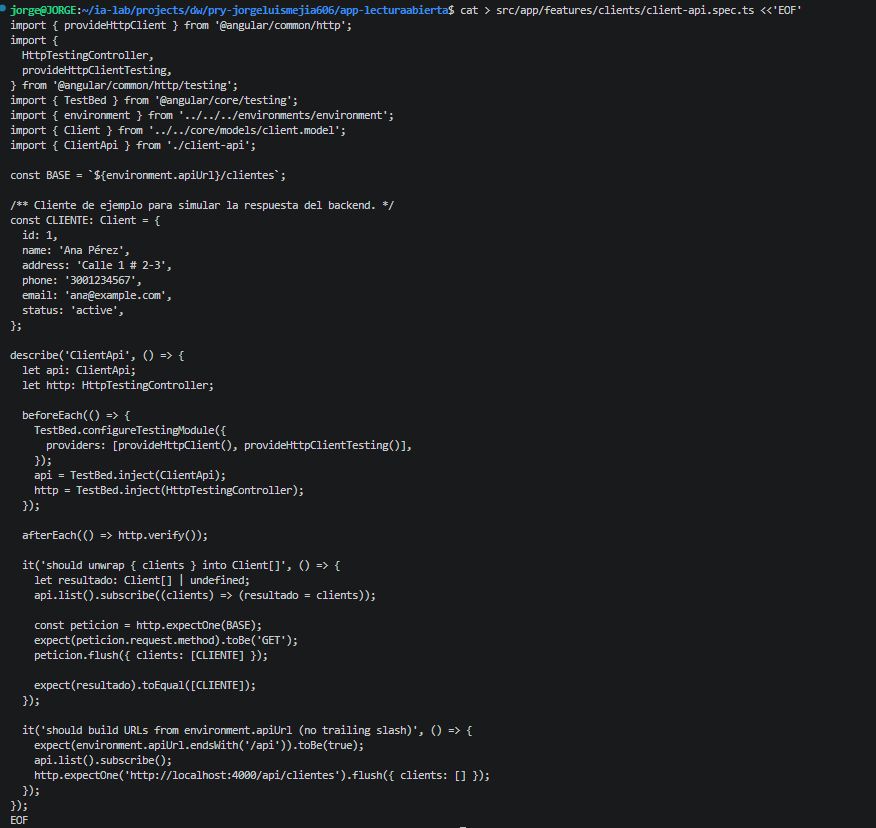 jorge@JORGE:~/ia-lab/projects/dw/pry-jorgeluismejia606/app-lecturaabierta$ cat > src/app/features/clients/client-api.spec.ts <<'EOF'
import { provideHttpClient } from '@angular/common/http';
import {
  HttpTestingController,
  provideHttpClientTesting,
} from '@angular/common/http/testing';
import { TestBed } from '@angular/core/testing';
import { environment } from '../../../environments/environment';
import { Client } from '../../core/models/client.model';
import { ClientApi } from './client-api';

const BASE = `${environment.apiUrl}/clientes`;

/** Cliente de ejemplo para simular la respuesta del backend. */
const CLIENTE: Client = {
  id: 1,
  name: 'Ana Pérez',
  address: 'Calle 1 # 2-3',
  phone: '3001234567',
  email: 'ana@example.com',
  status: 'active',
};

describe('ClientApi', () => {
  let api: ClientApi;
  let http: HttpTestingController;

  beforeEach(() => {
    TestBed.configureTestingModule({
      providers: [provideHttpClient(), provideHttpClientTesting()],
    });
    api = TestBed.inject(ClientApi);
    http = TestBed.inject(HttpTestingController);
  });

  afterEach(() => http.verify());

  it('should unwrap { clients } into Client[]', () => {
    let resultado: Client[] | undefined;
    api.list().subscribe((clients) => (resultado = clients));

    const peticion = http.expectOne(BASE);
    expect(peticion.request.method).toBe('GET');
    peticion.flush({ clients: [CLIENTE] });

    expect(resultado).toEqual([CLIENTE]);
  });

  it('should build URLs from environment.apiUrl (no trailing slash)', () => {
    expect(environment.apiUrl.endsWith('/api')).toBe(true);
    api.list().subscribe();
    http.expectOne('http://localhost:4000/api/clientes').flush({ clients: [] });
  });
});
EOF